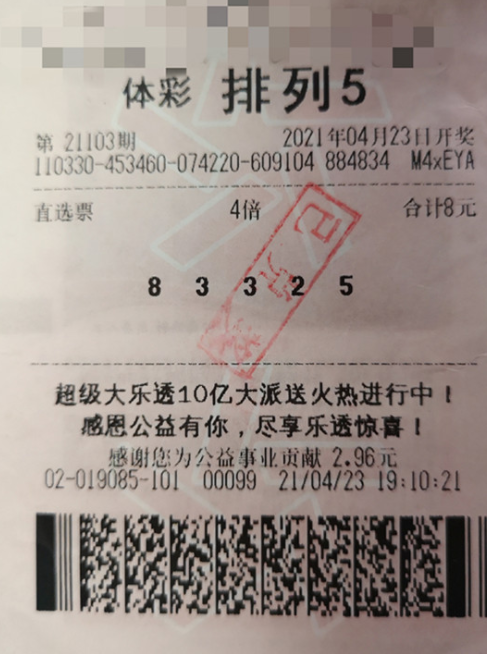 体彩 排列5
第 21103期 2021年04月23日开奖
110330-453460-074220-609104 884834 M4xEYA
直选票 4倍 合计8元
已兑奖
8 3 3 2 5
超级大乐透10亿大派送火热进行中！
感恩公益有你，尽享乐透惊喜！
感谢您为公益事业贡献 2.96元
02-019085-101 00099 21/04/23 19:10:21